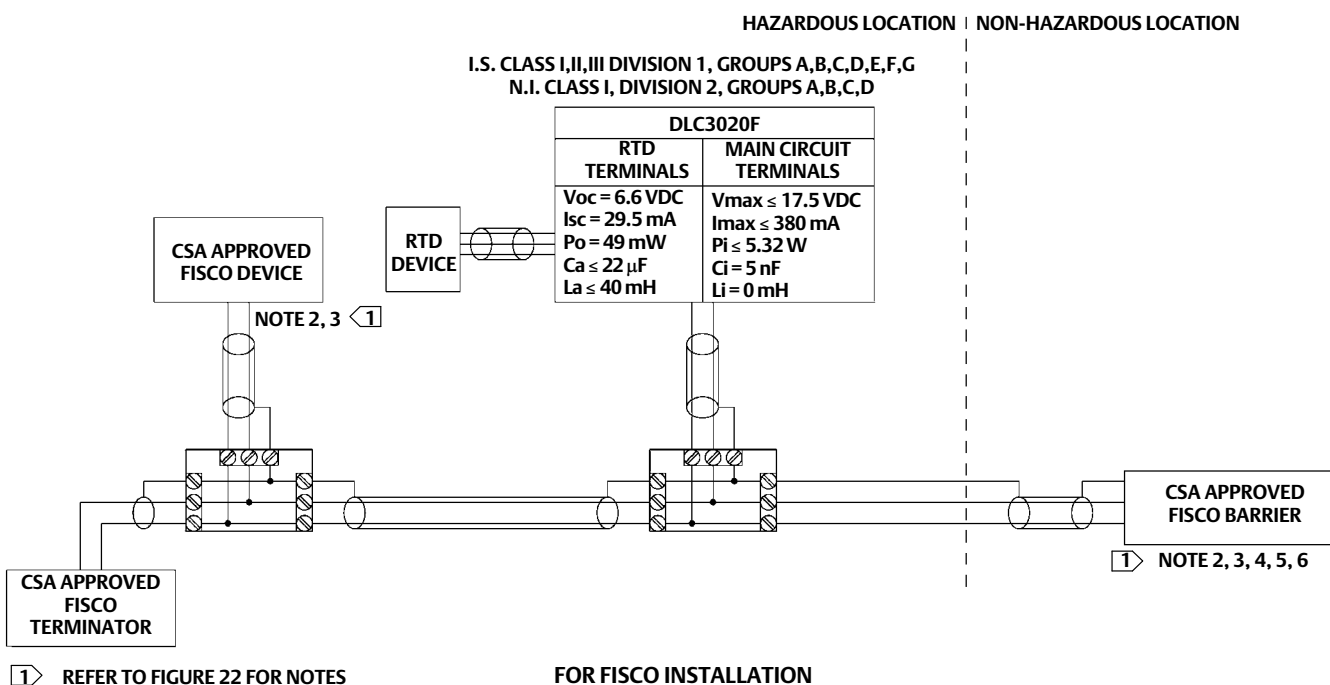 HAZARDOUS LOCATION
NON-HAZARDOUS LOCATION
I.S. CLASS I,II,III DIVISION 1, GROUPS A,B,C,D,E,F,G
N.I. CLASS I, DIVISION 2, GROUPS A,B,C,D
DLC3020F
RTD
TERMINALS
Voc = 6.6 VDC
Isc = 29.5 mA
Po = 49 mW
Ca ≤ 22 μF
La ≤ 40 mH
MAIN CIRCUIT
TERMINALS
Vmax ≤ 17.5 VDC
Imax ≤ 380 mA
Pi ≤ 5.32 W
Ci = 5 nF
Li = 0 mH
RTD
DEVICE
CSA APPROVED
FISCO DEVICE
NOTE 2, 3 1
CSA APPROVED
FISCO BARRIER
1 NOTE 2, 3, 4, 5, 6
CSA APPROVED
FISCO
TERMINATOR
1 REFER TO FIGURE 22 FOR NOTES
FOR FISCO INSTALLATION